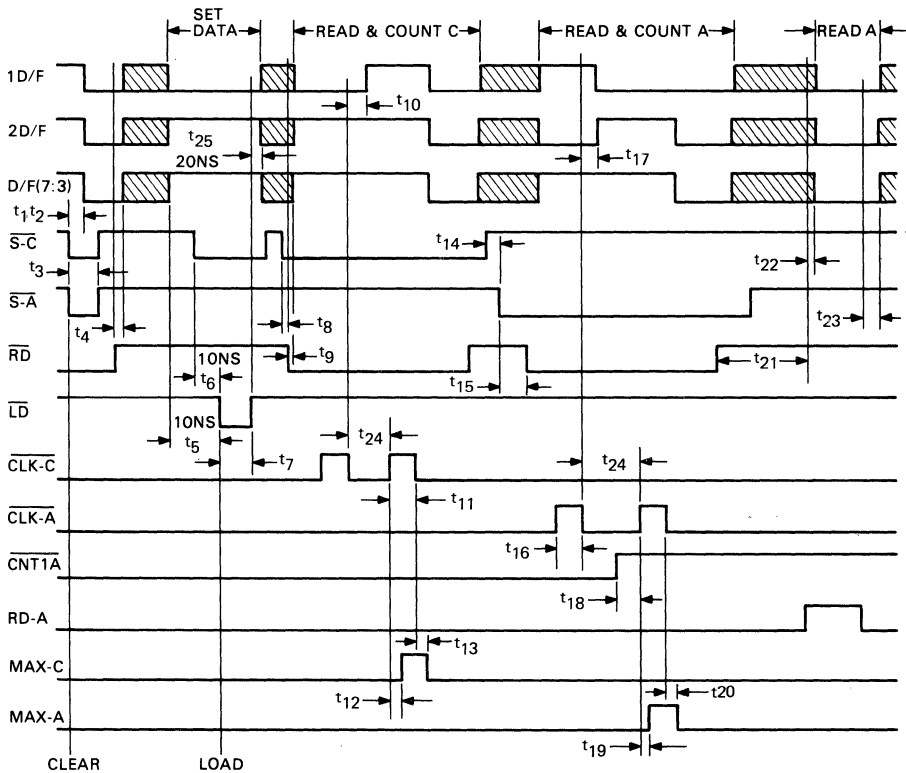 SET
DATA
READ & COUNT C
READ & COUNT A
READ A
1D/F
t10
2D/F
t25
20NS
t17
D/F(7:3)
t1 t2
S-C
t14
t3
t22
S-A
t4
t8
t23
RD
10NS
t9
t6
t15
t21
LD
10NS
t5
t7
t24
t24
CLK-C
t11
CLK-A
t16
CNT1A
t18
RD-A
t13
MAX-C
t12
t20
MAX-A
t19
CLEAR
LOAD